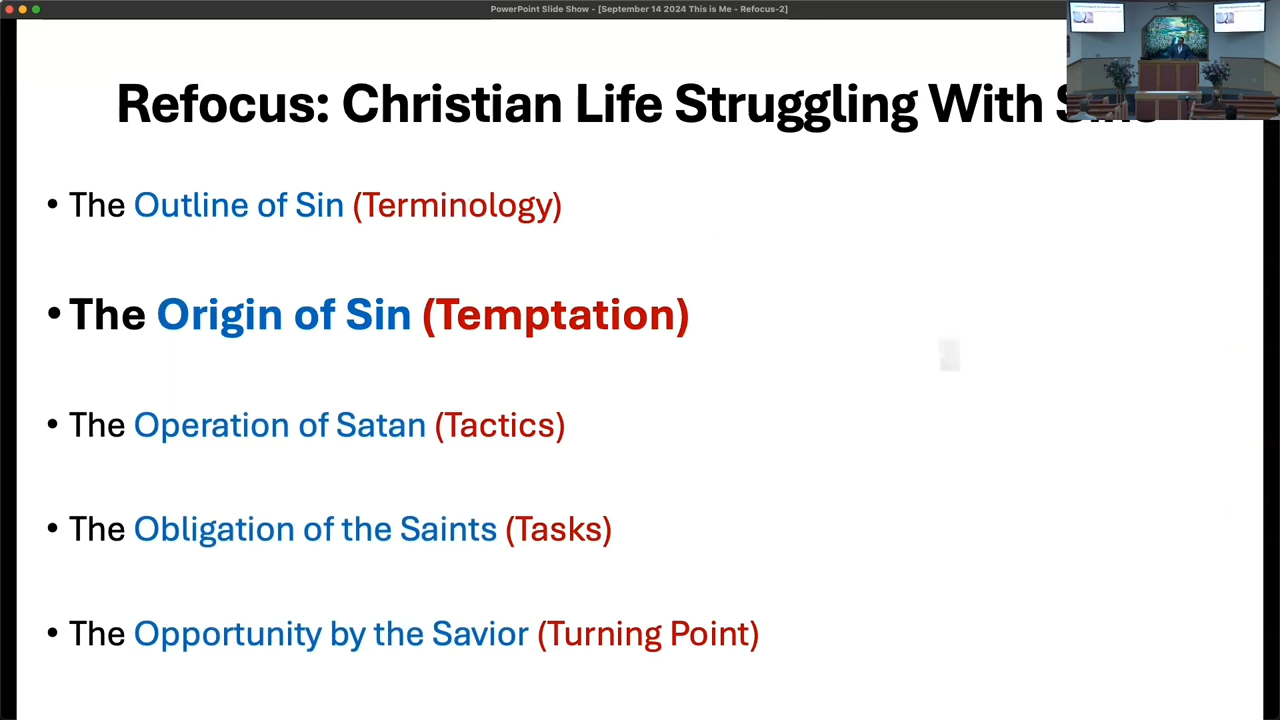 PowerPoint Slide Show - [September 14 2024 This is Me - Refocus-2]
Refocus: Christian Life Struggling With
• The Outline of Sin (Terminology)
• The Origin of Sin (Temptation)
• The Operation of Satan (Tactics)
• The Obligation of the Saints (Tasks)
• The Opportunity by the Savior (Turning Point)